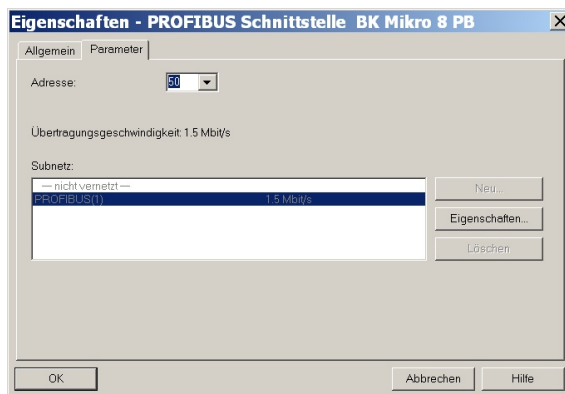 Eigenschaften - PROFIBUS Schnittstelle BK Mikro 8 PB
Allgemein Parameter
Adresse: 50
Übertragungsgeschwindigkeit: 1.5 Mbit/s
Subnetz:
— nicht vernetzt —
PROFIBUS(1) 1.5 Mbit/s
Neu...
Eigenschaften...
Löschen
OK Abbrechen Hilfe